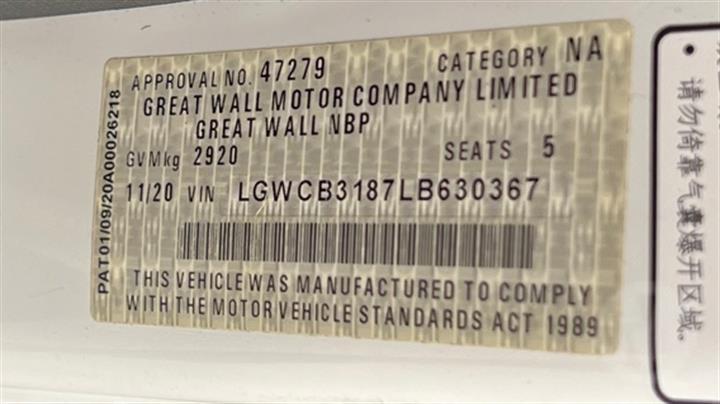 APPROVAL NO. 47279 CATEGORY NA
GREAT WALL MOTOR COMPANY LIMITED
GREAT WALL NBP
GVMkg 2920 SEATS 5
11/20 VIN LGWCB3187LB630367
THIS VEHICLE WAS MANUFACTURED TO COMPLY
WITH THE MOTOR VEHICLE STANDARDS ACT 1989
PAT01/09/20A00026218
• 请勿倚靠气囊爆开区域。